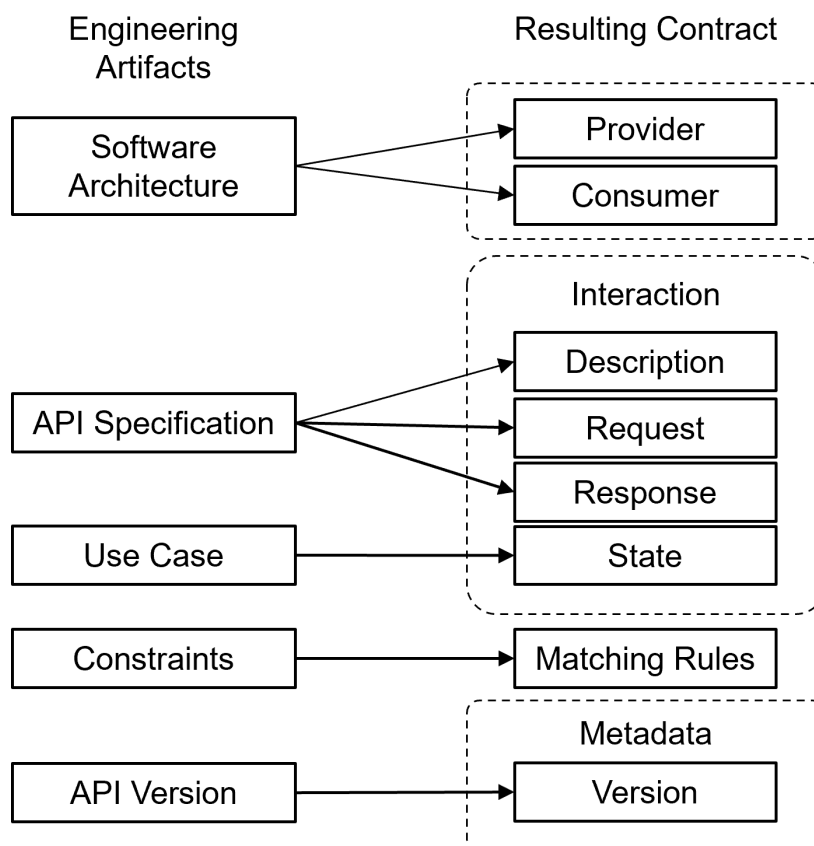 Engineering
Artifacts
Resulting Contract
Software
Architecture
Provider
Consumer
Interaction
API Specification
Description
Request
Response
Use Case
State
Constraints
Matching Rules
Metadata
API Version
Version